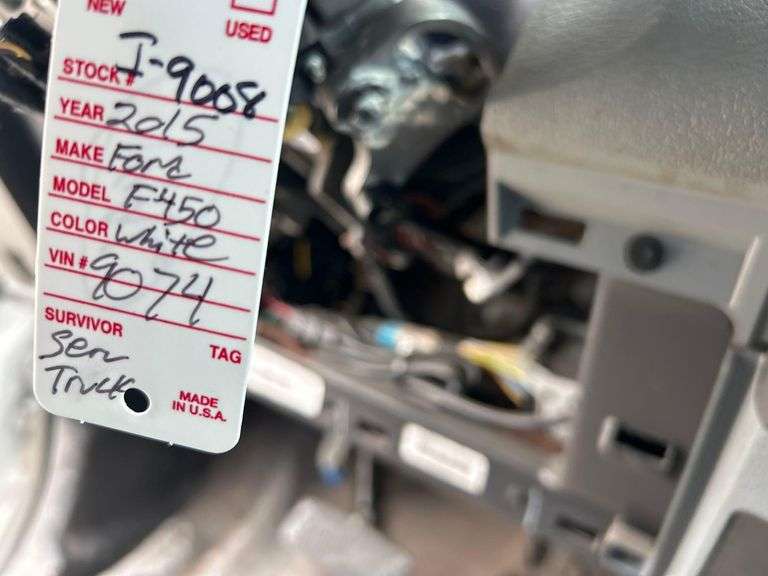 NEW
USED
STOCK# I-9008
YEAR 2015
MAKE Ford
MODEL F450
COLOR White
VIN # 9074
SURVIVOR
TAG
Serv
Truck
MADE
IN U.S.A.